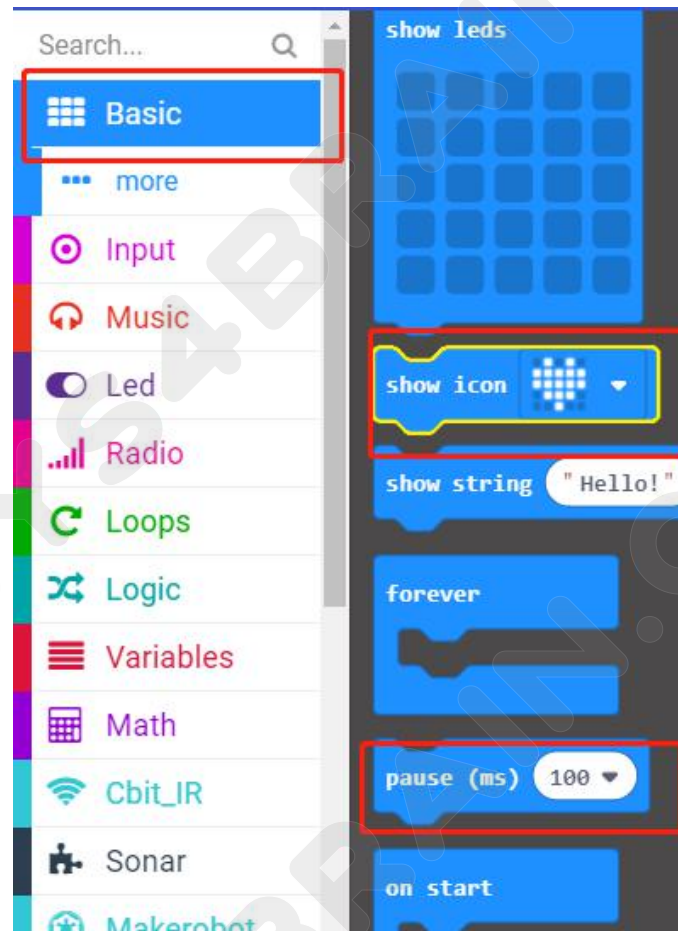 Search...
Basic
more
Input
Music
Led
Radio
Loops
Logic
Variables
Math
Cbit_IR
Sonar
Makerobot
show leds
show icon
show string "Hello!"
forever
pause (ms) 100
on start